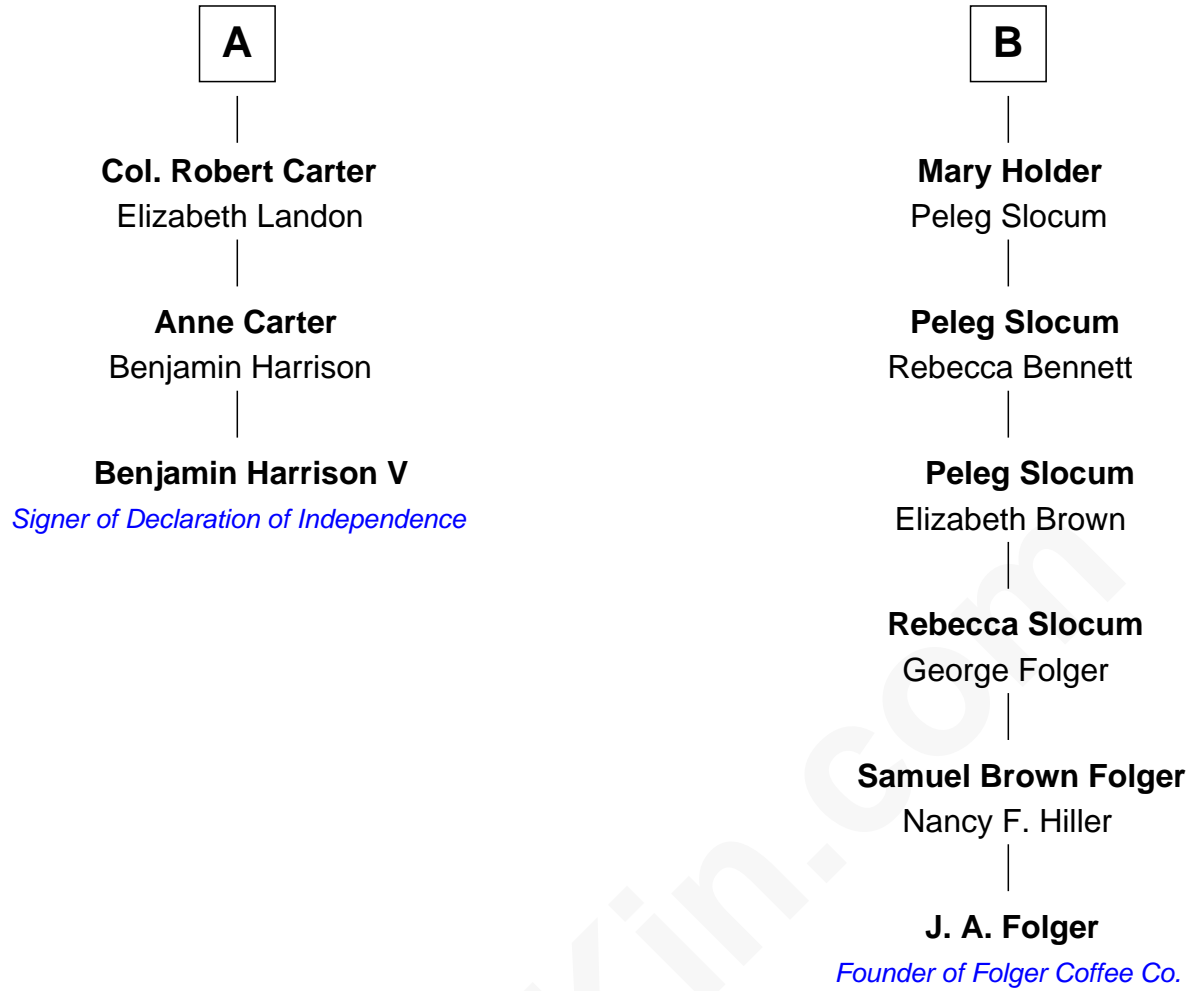 A
Col. Robert Carter
Elizabeth Landon
Anne Carter
Benjamin Harrison
Benjamin Harrison V
Signer of Declaration of Independence
B
Mary Holder
Peleg Slocum
Peleg Slocum
Rebecca Bennett
Peleg Slocum
Elizabeth Brown
Rebecca Slocum
George Folger
Samuel Brown Folger
Nancy F. Hiller
J. A. Folger
Founder of Folger Coffee Co.
Kin.com